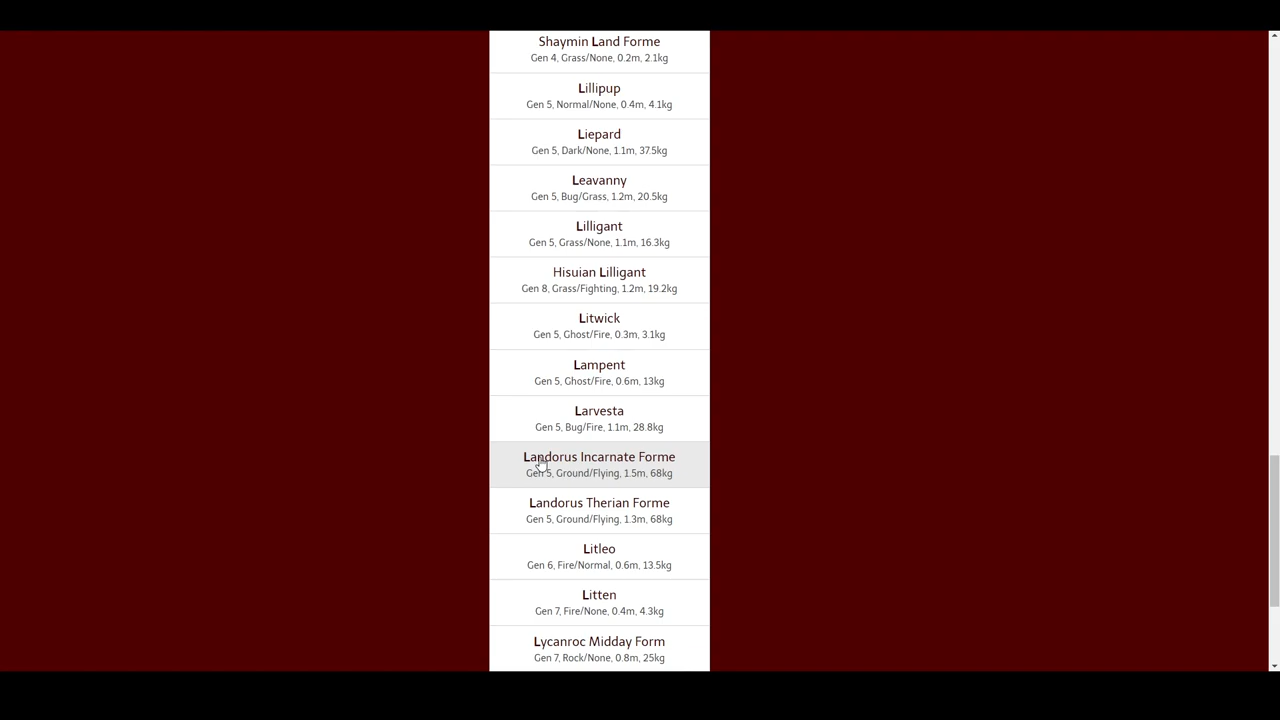 Shaymin Land Forme
Gen 4, Grass/None, 0.2m, 2.1kg
Lillipup
Gen 5, Normal/None, 0.4m, 4.1kg
Liepard
Gen 5, Dark/None, 1.1m, 37.5kg
Leavanny
Gen 5, Bug/Grass, 1.2m, 20.5kg
Lilligant
Gen 5, Grass/None, 1.1m, 16.3kg
Hisuian Lilligant
Gen 8, Grass/Fighting, 1.2m, 19.2kg
Litwick
Gen 5, Ghost/Fire, 0.3m, 3.1kg
Lampent
Gen 5, Ghost/Fire, 0.6m, 13kg
Larvesta
Gen 5, Bug/Fire, 1.1m, 28.8kg
Landorus Incarnate Forme
Gen 5, Ground/Flying, 1.5m, 68kg
Landorus Therian Forme
Gen 5, Ground/Flying, 1.3m, 68kg
Litleo
Gen 6, Fire/Normal, 0.6m, 13.5kg
Litten
Gen 7, Fire/None, 0.4m, 4.3kg
Lycanroc Midday Form
Gen 7, Rock/None, 0.8m, 25kg